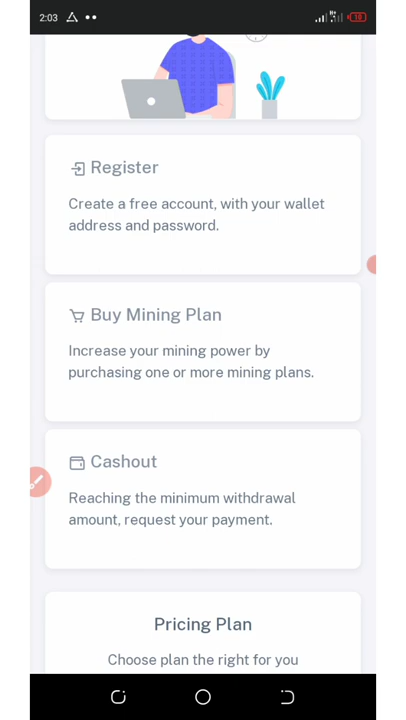 2:03
Register
Create a free account, with your wallet
address and password.
Buy Mining Plan
Increase your mining power by
purchasing one or more mining plans.
Cashout
Reaching the minimum withdrawal
amount, request your payment.
Pricing Plan
Choose plan the right for you